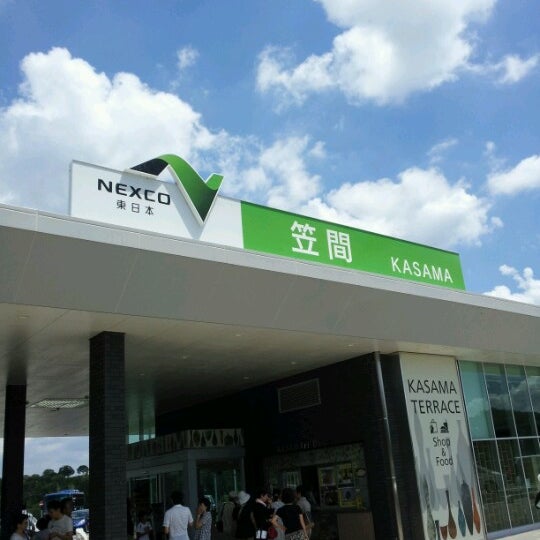 NEXCO
東日本
笠間 KASAMA
KASAMA
TERRACE
Shop
&
Food